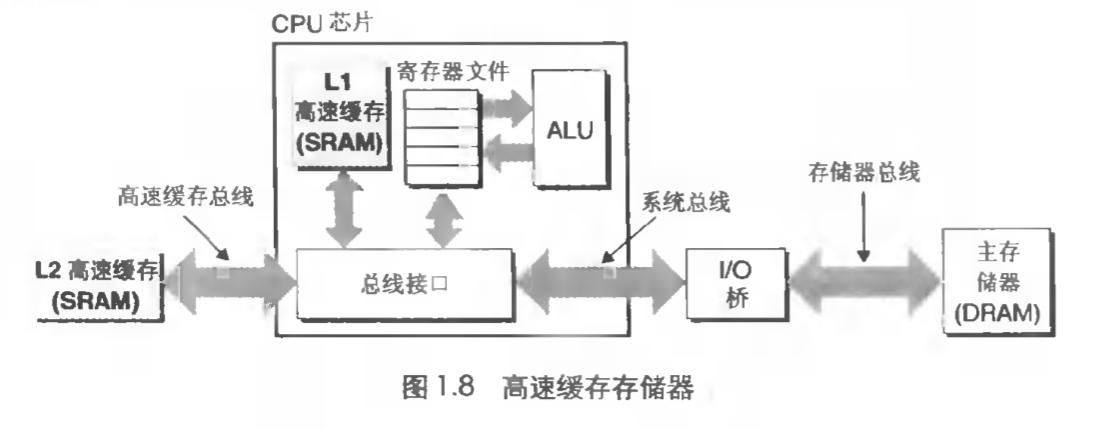 CPU 芯片
L1
高速缓存
(SRAM)
寄存器文件
ALU
高速缓存总线
系统总线
存储器总线
L2 高速缓存
(SRAM)
总线接口
I/O
桥
主存
储器
(DRAM)
图 1.8 高速缓存存储器